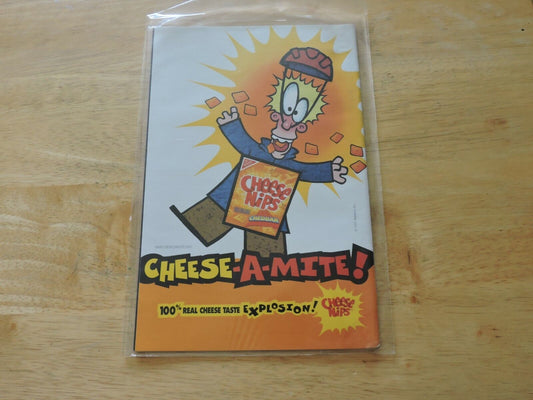 CHEESE
NIPS
CHEDDAR
CHEESE-A-MITE!
100% REAL CHEESE TASTE EXPLOSION!
CHEESE
NIPS